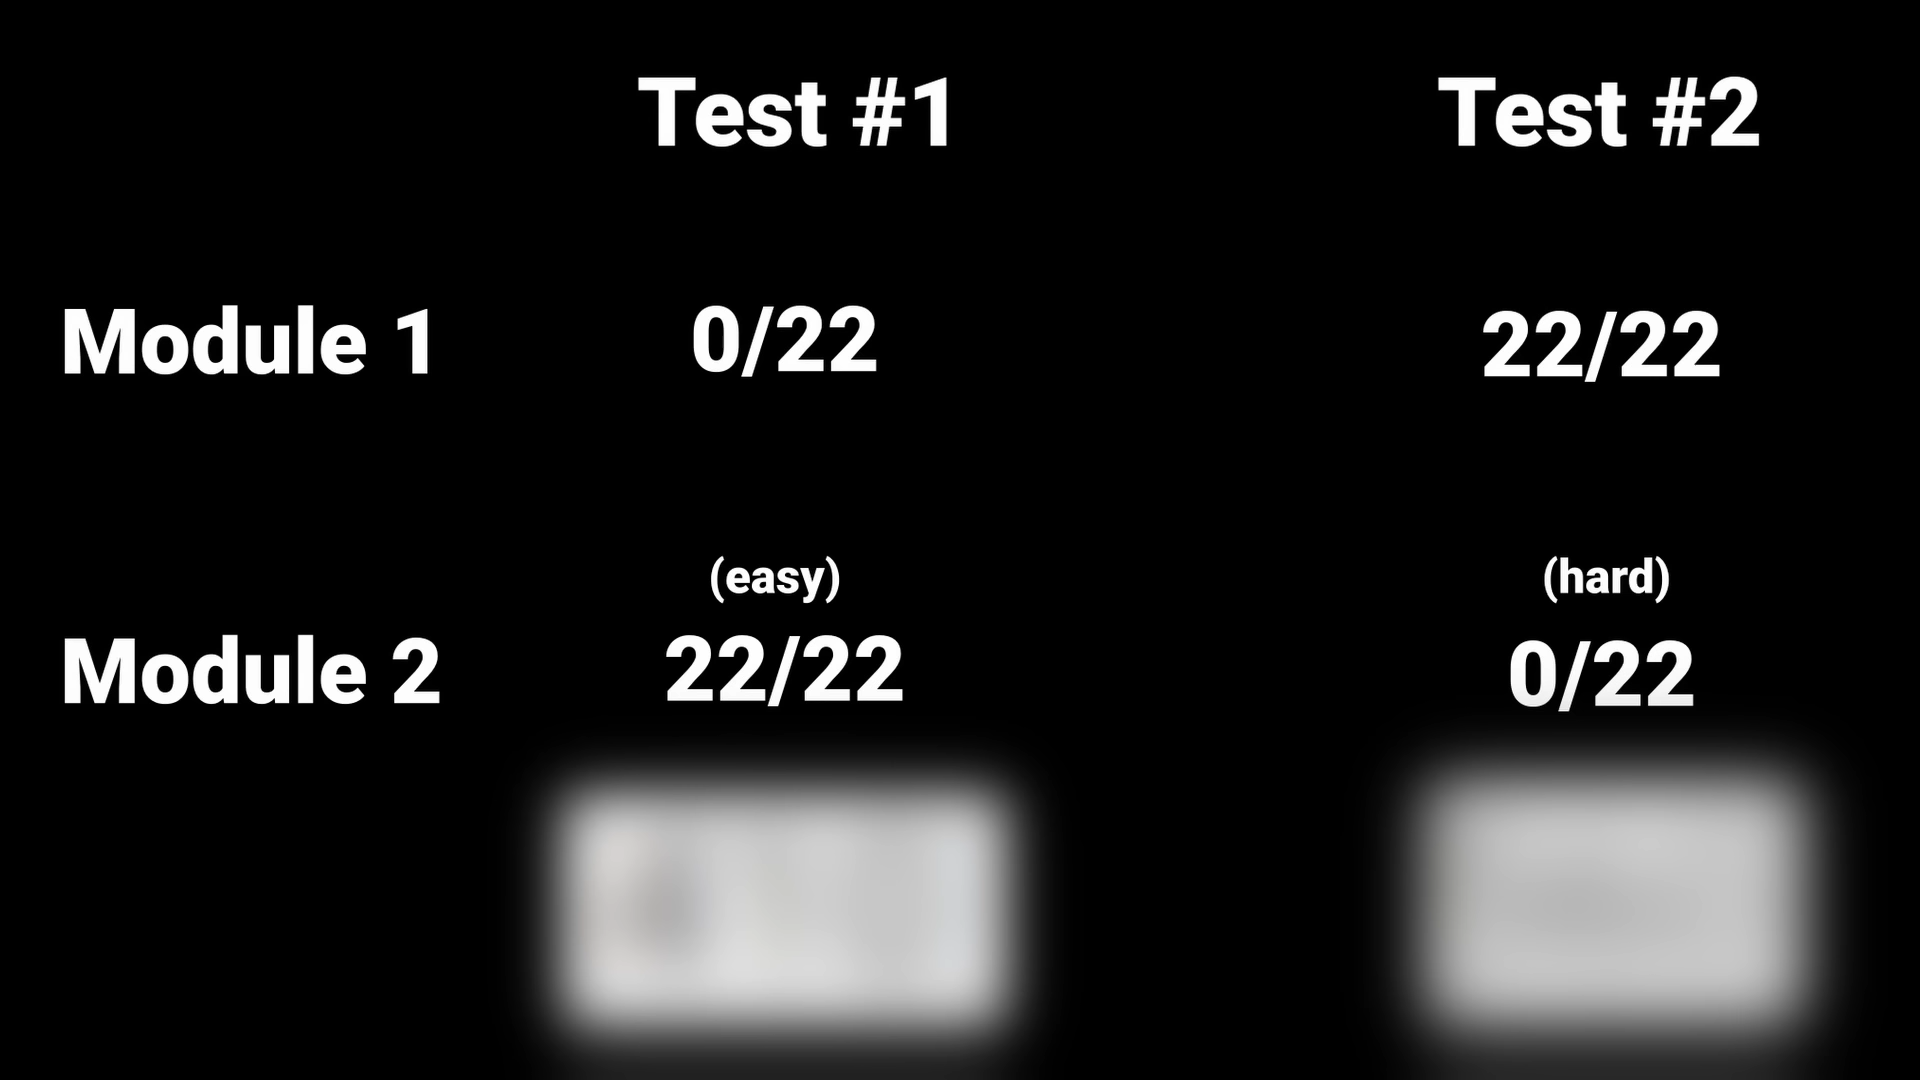 Test #1 Test #2
Module 1 0/22 22/22
(easy) (hard)
Module 2 22/22 0/22